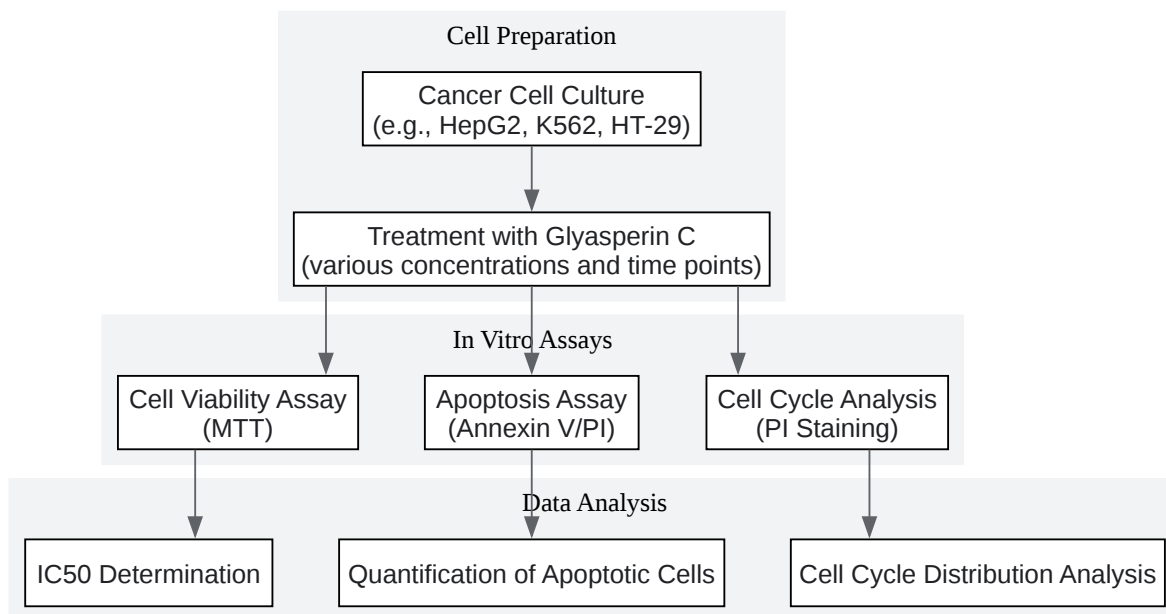 Cell Preparation
Cancer Cell Culture
(e.g., HepG2, K562, HT-29)
Treatment with Glyasperin C
(various concentrations and time points)
In Vitro Assays
Cell Viability Assay
(MTT)
Apoptosis Assay
(Annexin V/PI)
Cell Cycle Analysis
(PI Staining)
Data Analysis
IC50 Determination
Quantification of Apoptotic Cells
Cell Cycle Distribution Analysis